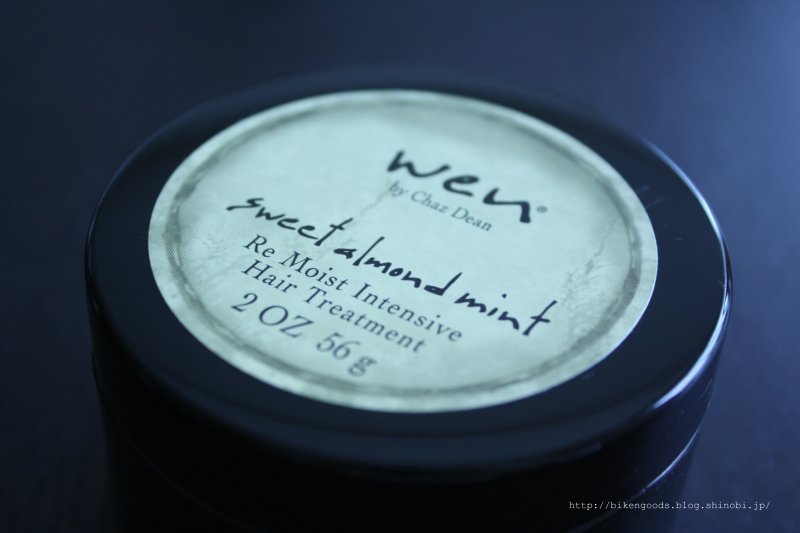 wen®
by Chaz Dean
sweet almond mint
Re Moist Intensive
Hair Treatment
2 OZ 56 g
http://bikengoods.blog.shinobi.jp/